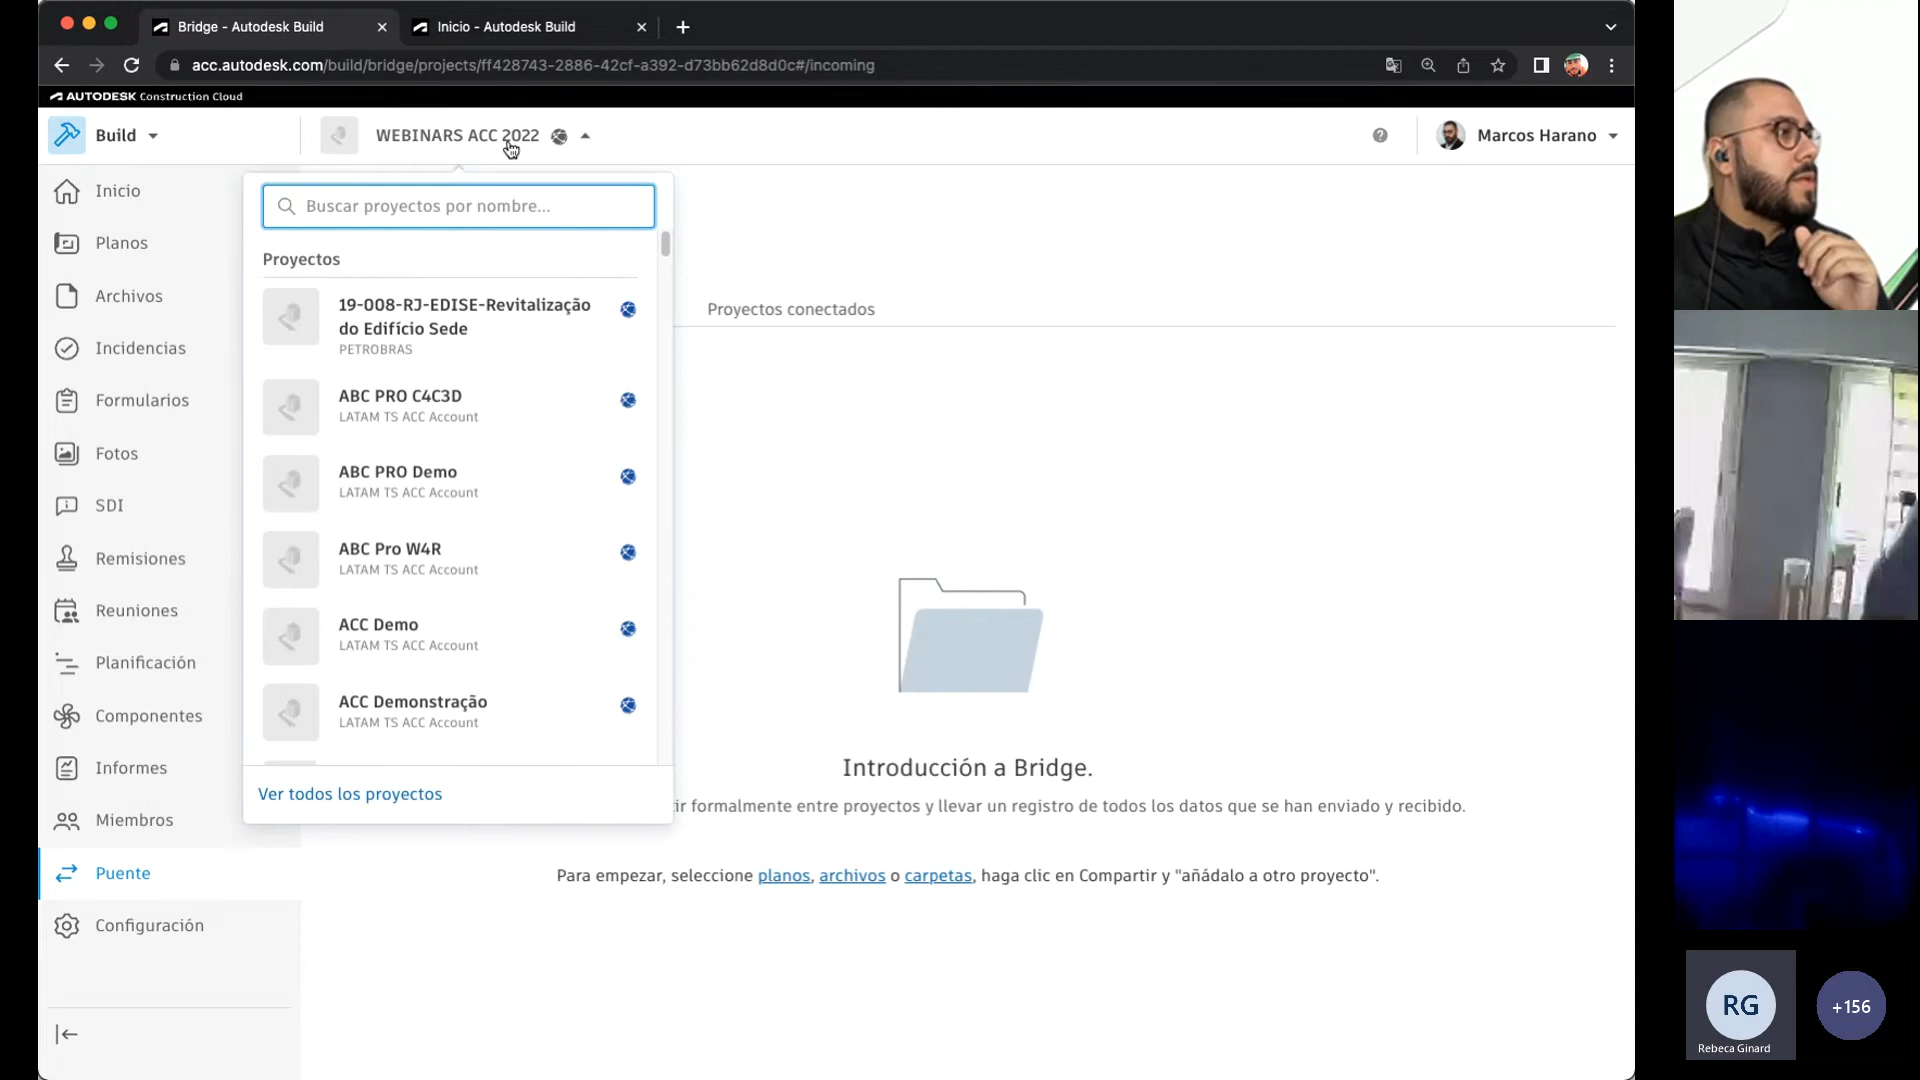 Bridge - Autodesk Build
Inicio - Autodesk Build
acc.autodesk.com/build/bridge/projects/ff428743-2886-42cf-a392-d73bb62d8d0c#/incoming
AUTODESK Construction Cloud
Build
WEBINARS ACC 2022
Marcos Harano
Inicio
Planos
Archivos
Incidencias
Formularios
Fotos
SDI
Remisiones
Reuniones
Planificación
Componentes
Informes
Miembros
Puente
Configuración
Buscar proyectos por nombre...
Proyectos
19-008-RJ-EDISE-Revitalização
do Edifício Sede
PETROBRAS
ABC PRO C4C3D
LATAM TS ACC Account
ABC PRO Demo
LATAM TS ACC Account
ABC Pro W4R
LATAM TS ACC Account
ACC Demo
LATAM TS ACC Account
ACC Demonstração
LATAM TS ACC Account
Ver todos los proyectos
Proyectos conectados
Introducción a Bridge.
formalmente entre proyectos y llevar un registro de todos los datos que se han enviado y recibido.
Para empezar, seleccione planos, archivos o carpetas, haga clic en Compartir y "añádalo a otro proyecto".
RG
Rebeca Ginard
+156